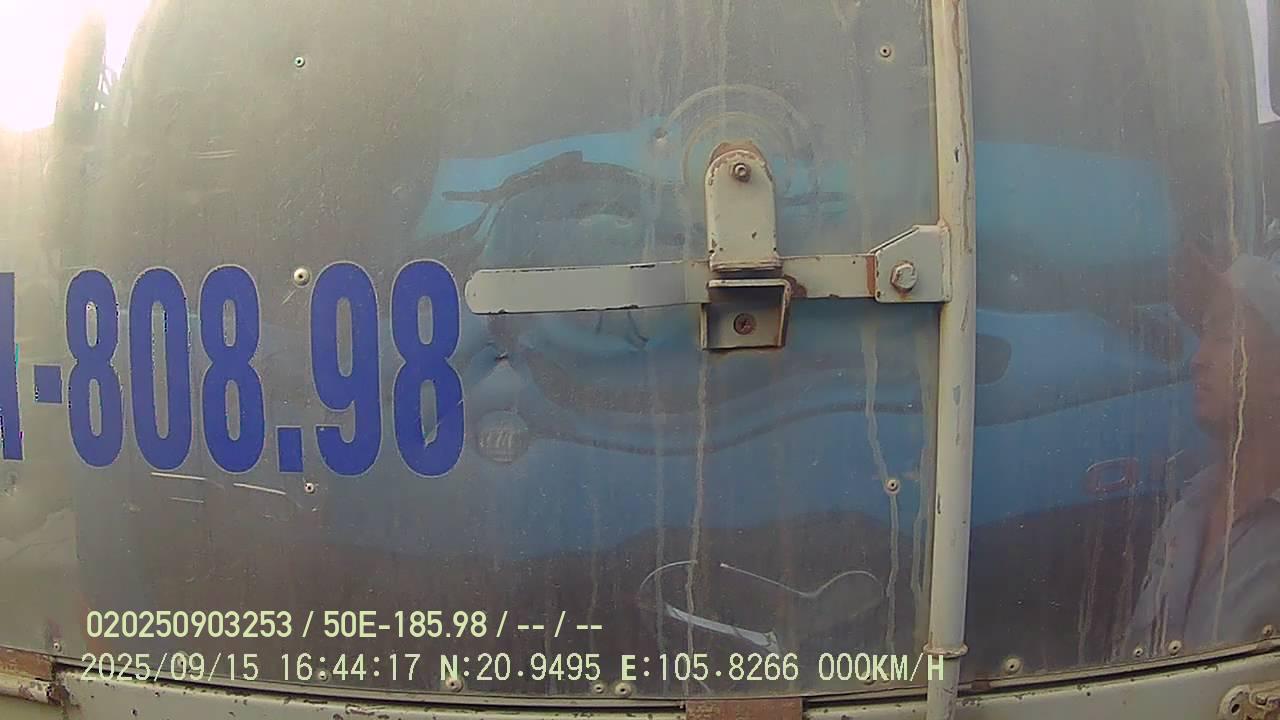 -808.98
020250903253 / 50E-185.98 / -- / --
2025/09/15 16:44:17 N:20.9495 E:105.8266 000KM/H